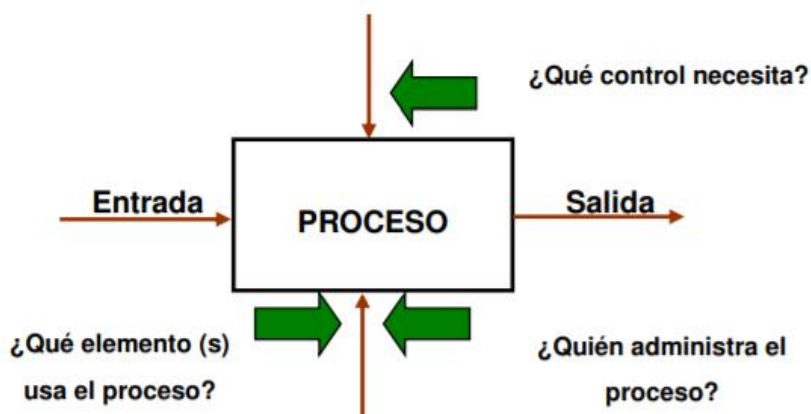 ¿Qué control necesita?
Entrada
PROCESO
Salida
¿Qué elemento (s)
usa el proceso?
¿Quién administra el
proceso?